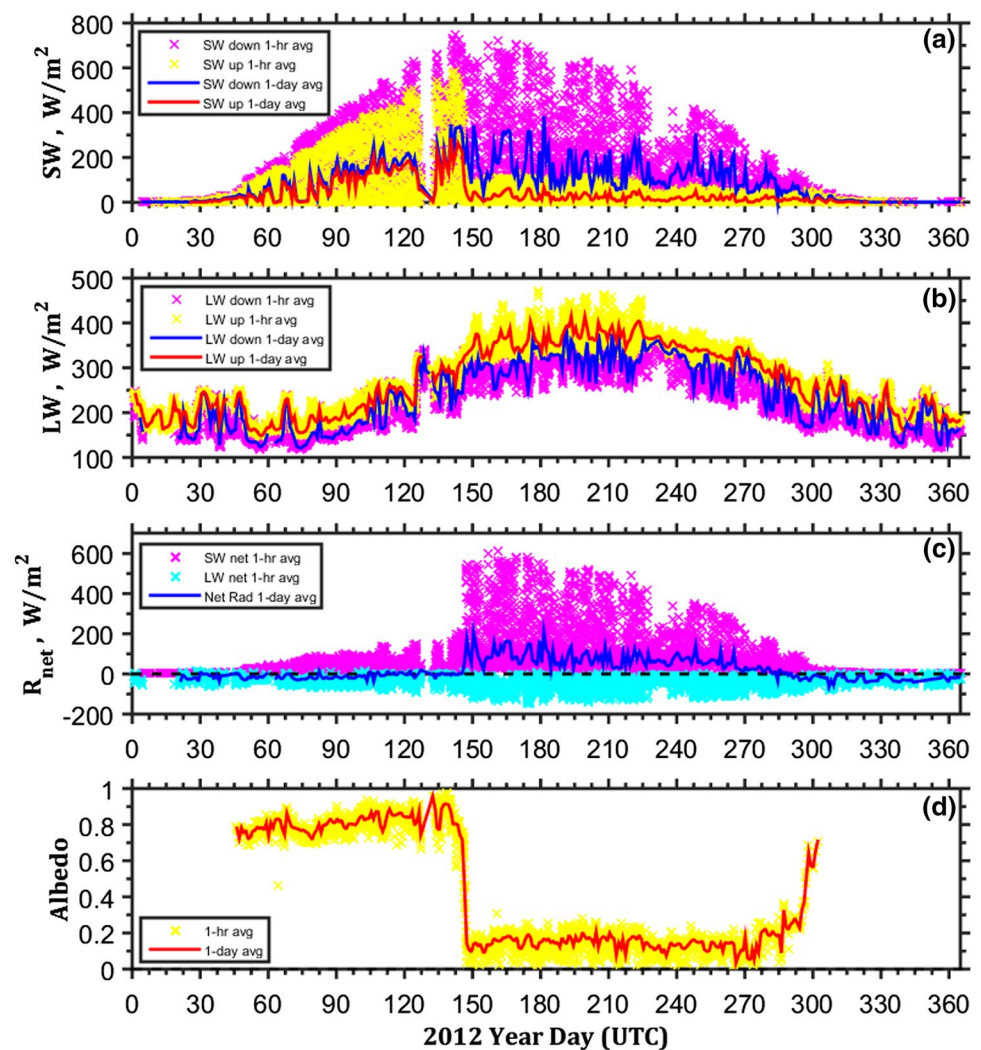 (a)
SW , W/m²
800
600
400
200
0
SW down 1-hr avg
SW up 1-hr avg
SW down 1-day avg
SW up 1-day avg
0 30 60 90 120 150 180 210 240 270 300 330 360
(b)
LW , W/m²
500
400
300
200
100
LW down 1-hr avg
LW up 1-hr avg
LW down 1-day avg
LW up 1-day avg
0 30 60 90 120 150 180 210 240 270 300 330 360
(c)
Rnet , W/m²
600
400
200
0
-200
SW net 1-hr avg
LW net 1-hr avg
Net Rad 1-day avg
0 30 60 90 120 150 180 210 240 270 300 330 360
(d)
Albedo
1
0.8
0.6
0.4
0.2
0
1-hr avg
1-day avg
0 30 60 90 120 150 180 210 240 270 300 330 360
2012 Year Day (UTC)